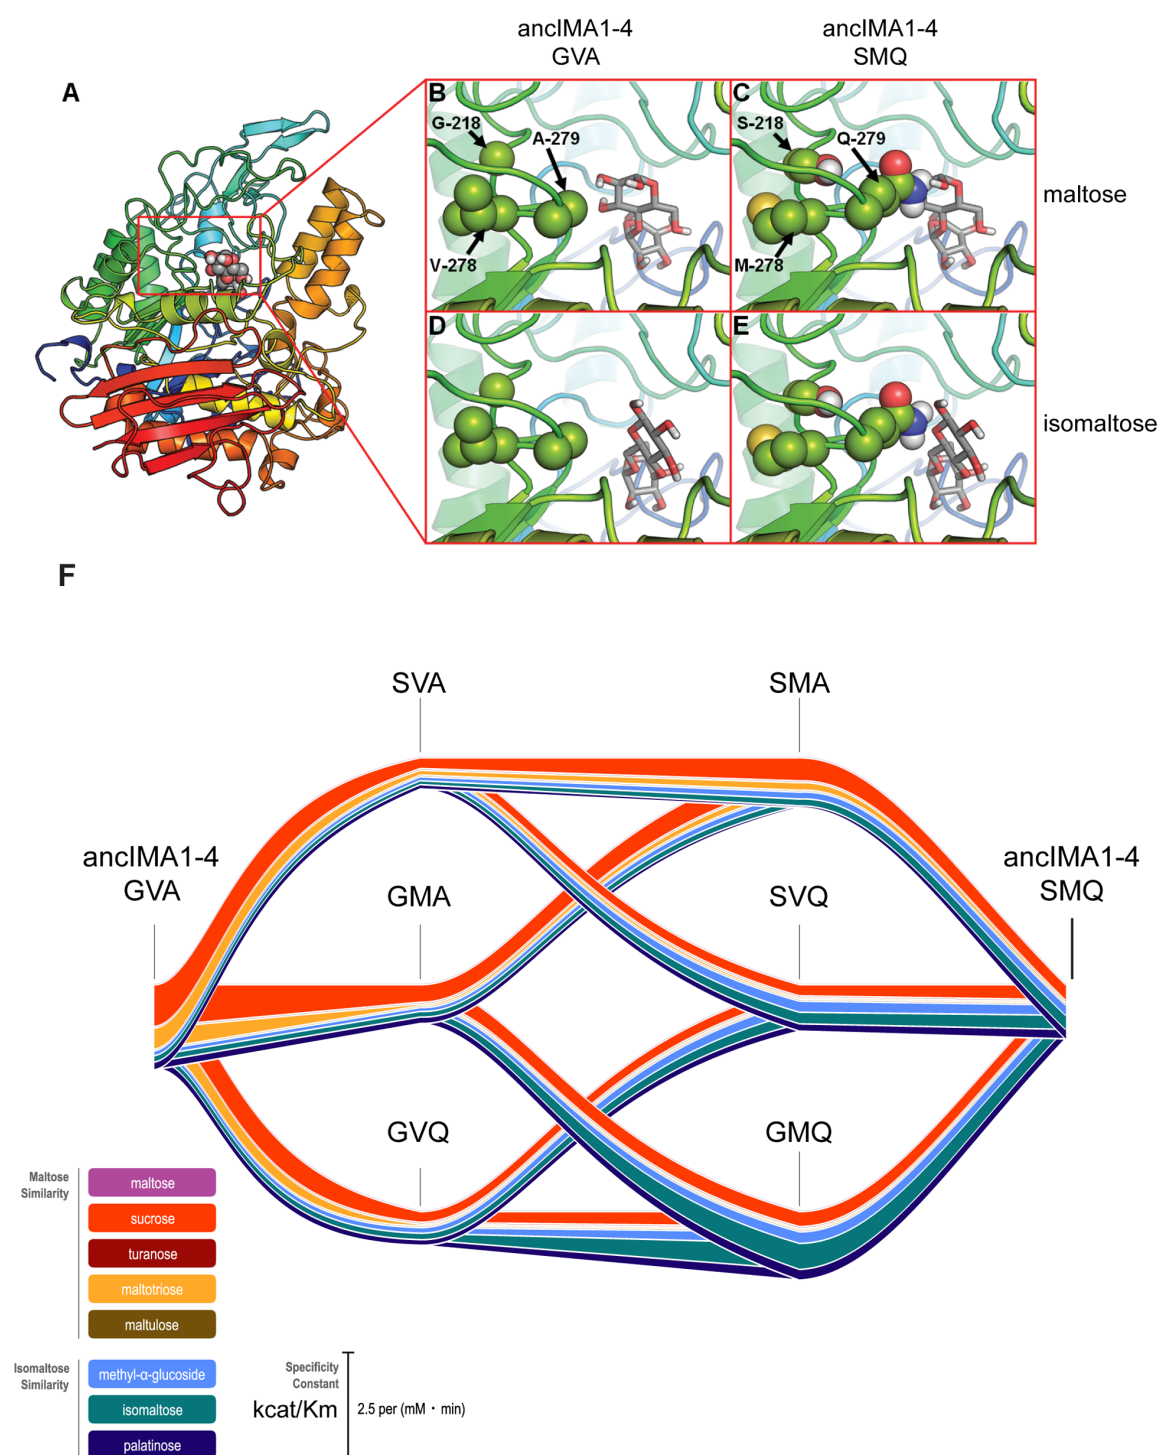 ancIMA1-4
GVA
ancIMA1-4
SMQ
A
B
G-218
A-279
V-278
C
S-218
Q-279
M-278
maltose
D
E
isomaltose
F
SVA
SMA
ancIMA1-4
GVA
GMA
SVQ
ancIMA1-4
SMQ
GVQ
GMQ
Maltose
Similarity
maltose
sucrose
turanose
maltotriose
maltulose
Isomaltose
Similarity
methyl-α-glucoside
isomaltose
palatinose
Specificity
Constant
kcat/Km
2.5 per (mM · min)